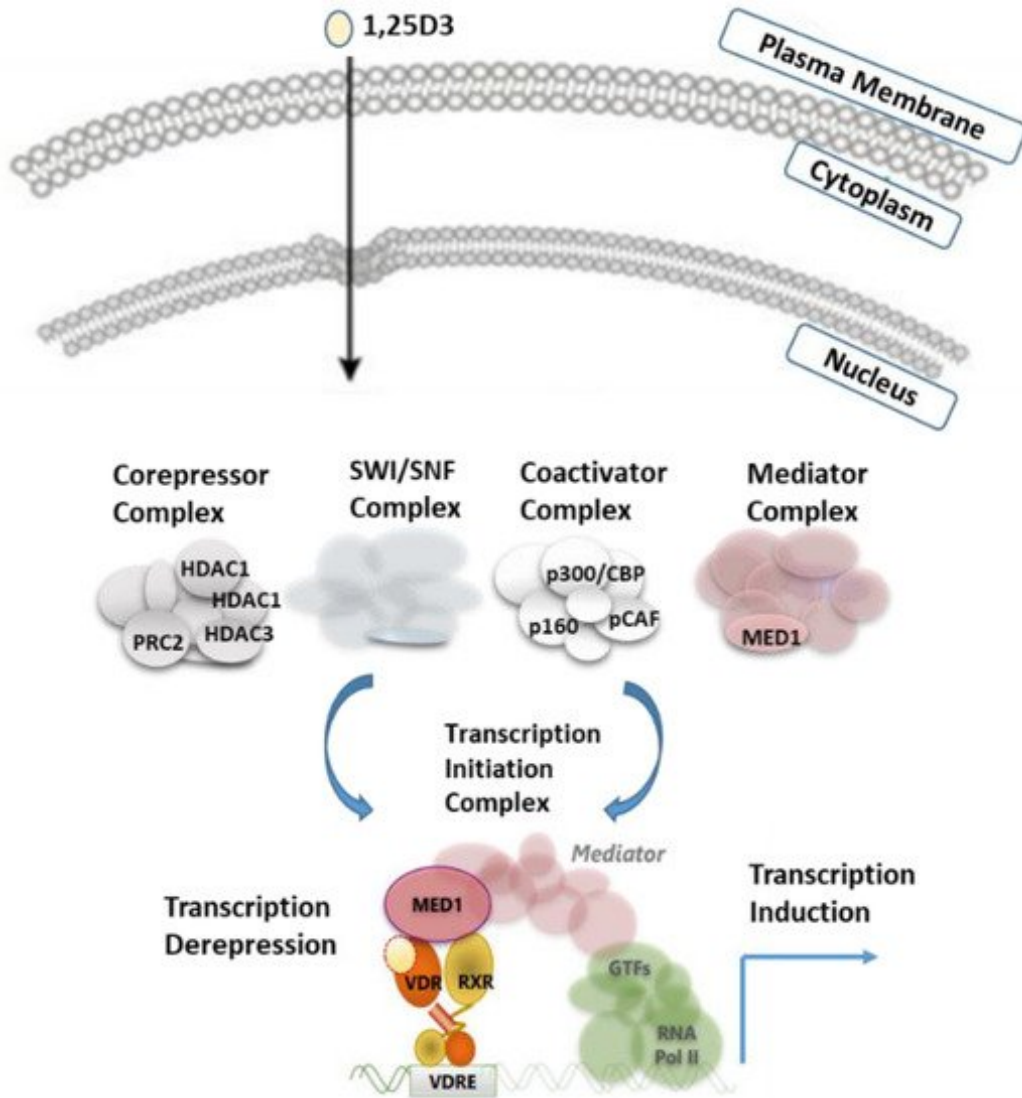 1,25D3
Plasma Membrane
Cytoplasm
Nucleus
Corepressor
Complex
SWI/SNF
Complex
Coactivator
Complex
Mediator
Complex
HDAC1
HDAC1
HDAC3
PRC2
p300/CBP
p160
pCAF
MED1
Transcription
Initiation
Complex
Mediator
Transcription
Derepression
MED1
VDR
RXR
GTFs
RNA
Pol II
VDRE
Transcription
Induction